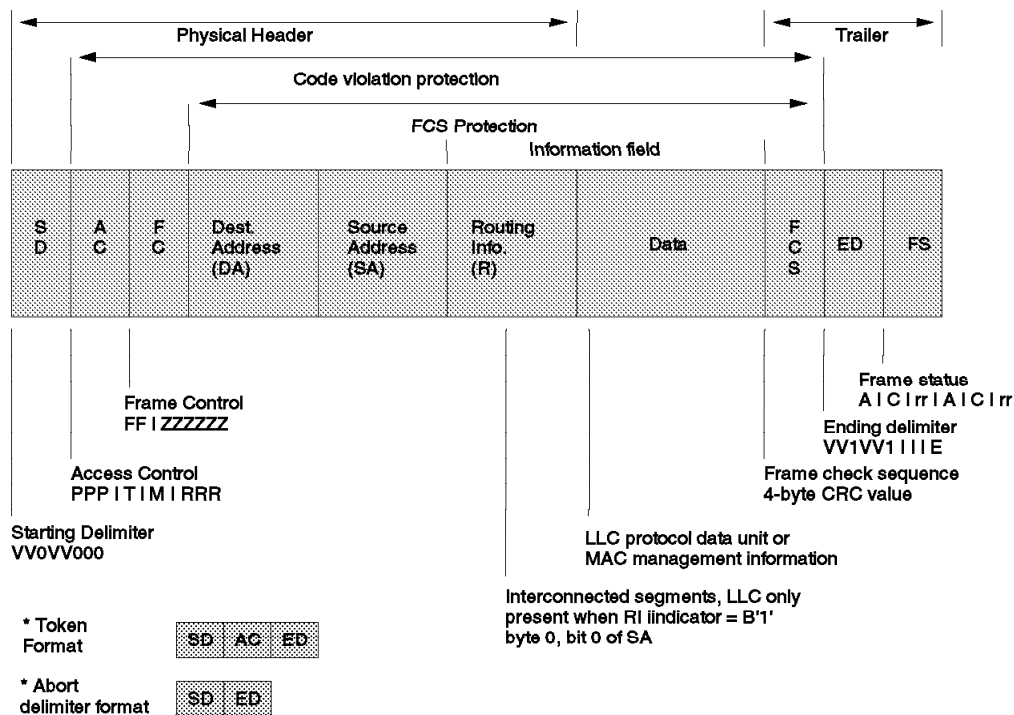 Physical Header
Trailer
Code violation protection
FCS Protection
Information field
S
D
A
C
F
C
Dest.
Address
(DA)
Source
Address
(SA)
Routing
Info.
(R)
Data
F
C
S
ED
FS
Frame status
A I C I rr I A I C I rr
Frame Control
FF I ZZZZZZ
Ending delimiter
VV1VV1 I I I E
Access Control
PPP I T I M I RRR
Frame check sequence
4-byte CRC value
Starting Delimiter
VV0VV000
LLC protocol data unit or
MAC management information
Interconnected segments, LLC only
present when RI iindicator = B'1'
byte 0, bit 0 of SA
* Token
Format
SD AC ED
* Abort
delimiter format
SD ED